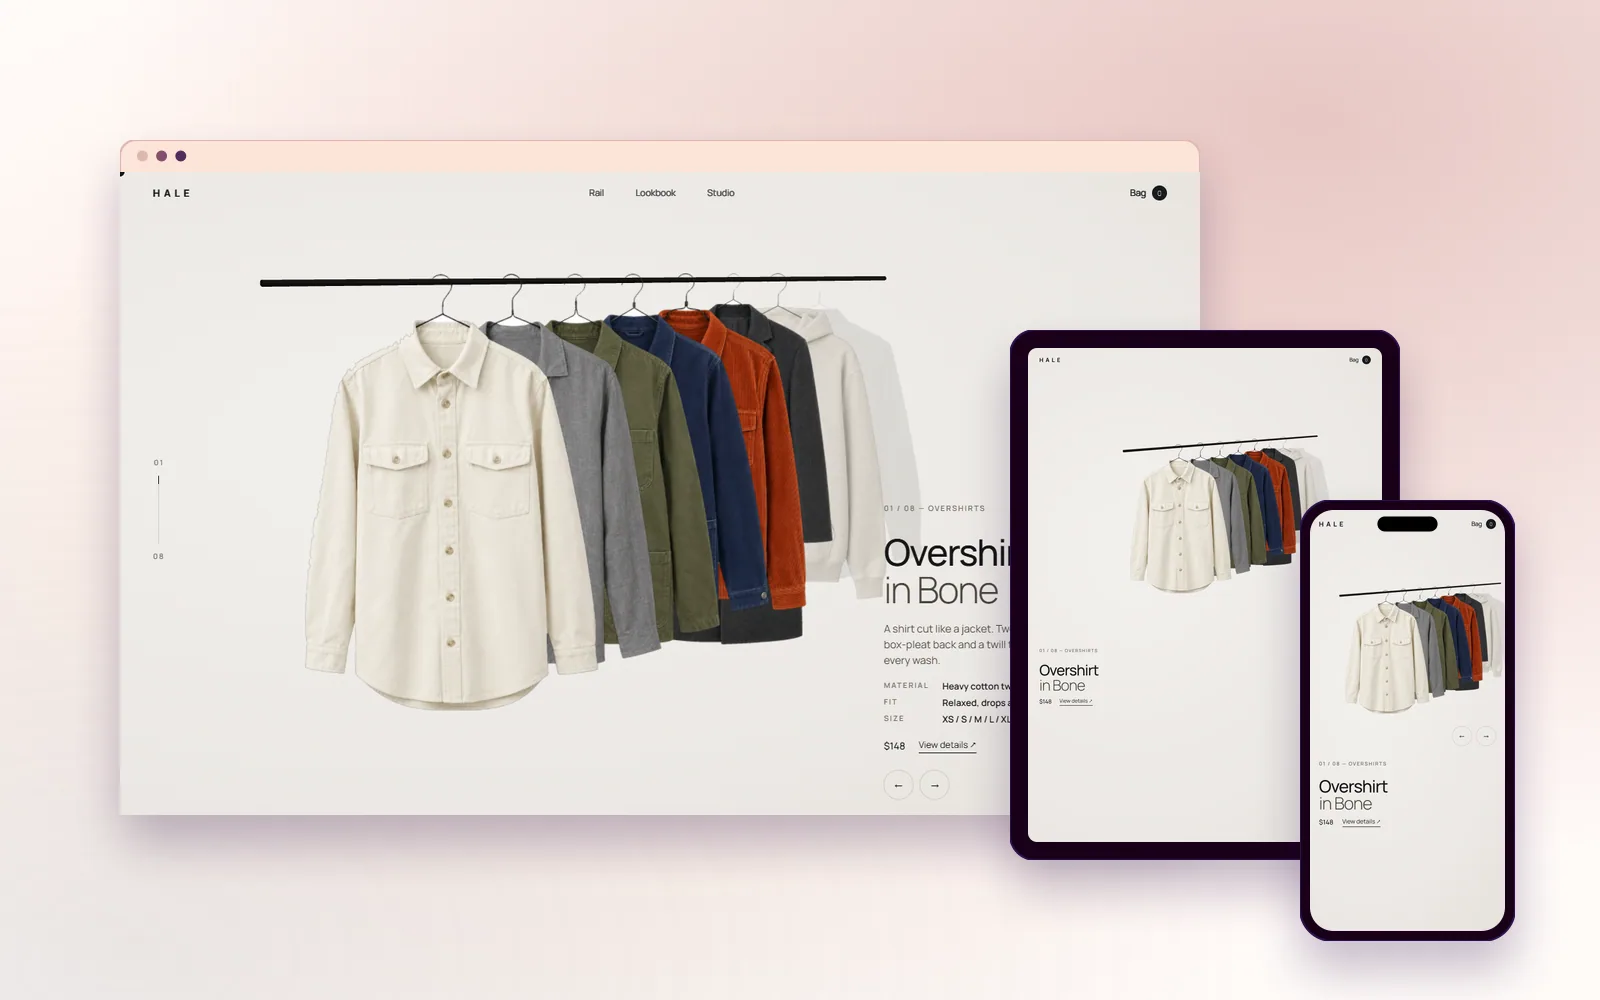 HALE
Rail Lookbook Studio
Bag 0
01
08
01 / 08 — OVERSHIRTS
Overshi
in Bone
A shirt cut like a jacket. Tw
box-pleat back and a twill
every wash.
MATERIAL Heavy cotton tw
FIT Relaxed, drops
SIZE XS / S / M / L / XL
$148 View details ↗
← →
HALE
Bag 0
01 / 08 — OVERSHIRTS
Overshirt
in Bone
$148 View details ↗
HALE
Bag 0
← →
01 / 08 — OVERSHIRTS
Overshirt
in Bone
$148 View details ↗